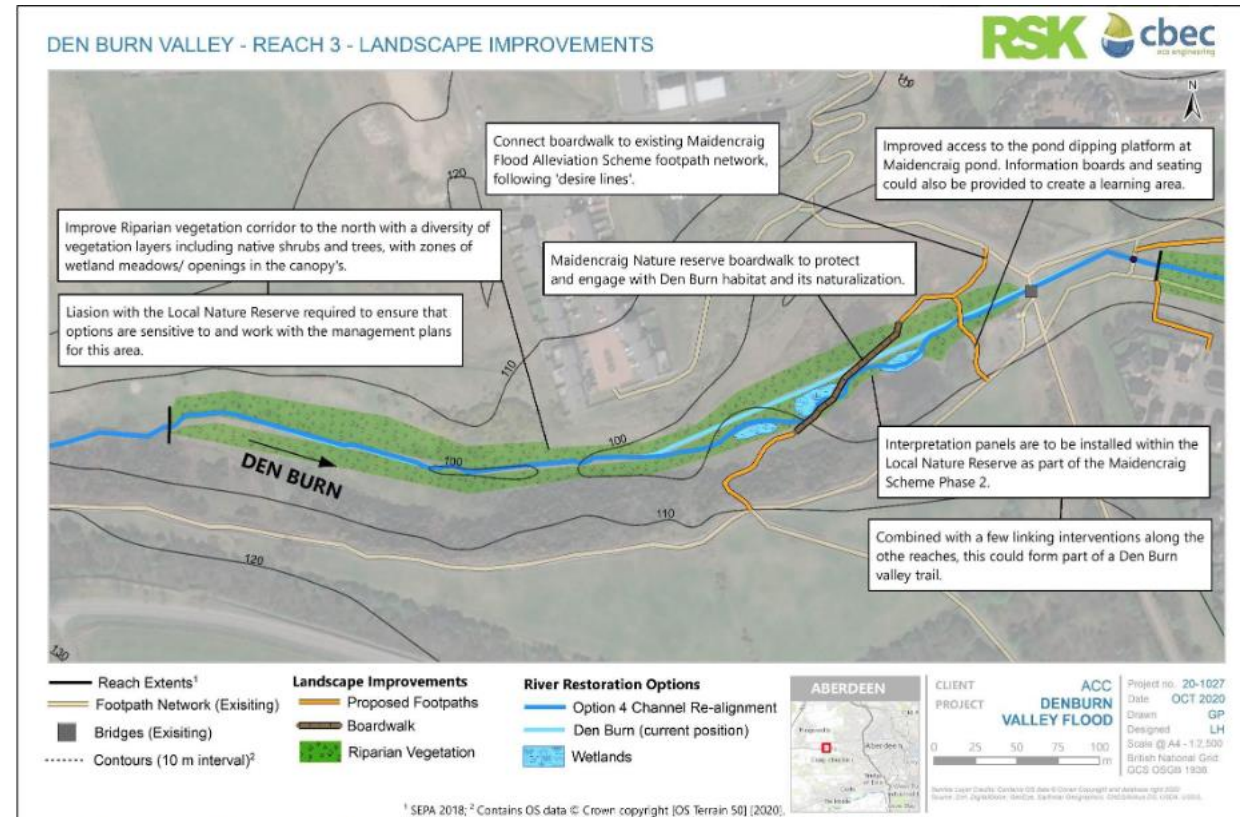 DEN BURN VALLEY - REACH 3 - LANDSCAPE IMPROVEMENTS
RSK
cbec
eco engineering
N
Connect boardwalk to existing Maidencraig
Flood Alleviation Scheme footpath network,
following 'desire lines'.
Improved access to the pond dipping platform at
Maidencraig pond. Information boards and seating
could also be provided to create a learning area.
Improve Riparian vegetation corridor to the north with a diversity of
vegetation layers including native shrubs and trees, with zones of
wetland meadows/ openings in the canopy's.
Maidencraig Nature reserve boardwalk to protect
and engage with Den Burn habitat and its naturalization.
Liasion with the Local Nature Reserve required to ensure that
options are sensitive to and work with the management plans
for this area.
120
110
100
100
DEN BURN
110
120
130
Interpretation panels are to be installed within the
Local Nature Reserve as part of the Maidencraig
Scheme Phase 2.
Combined with a few linking interventions along the
othe reaches, this could form part of a Den Burn
valley trail.
Reach Extents¹
Footpath Network (Exisiting)
Bridges (Exisiting)
Contours (10 m interval)²
Landscape Improvements
Proposed Footpaths
Boardwalk
Riparian Vegetation
River Restoration Options
Option 4 Channel Re-alignment
Den Burn (current position)
Wetlands
ABERDEEN
Aberdeen
CLIENT ACC
PROJECT DENBURN
VALLEY FLOOD
0 25 50 75 100
m
Project no. 20-1027
Date OCT 2020
Drawn GP
Designed LH
Scale @ A4 - 1:2,500
British National Grid
GCS OSGB 1936
¹ SEPA 2018; ² Contains OS data © Crown copyright [OS Terrain 50] [2020].